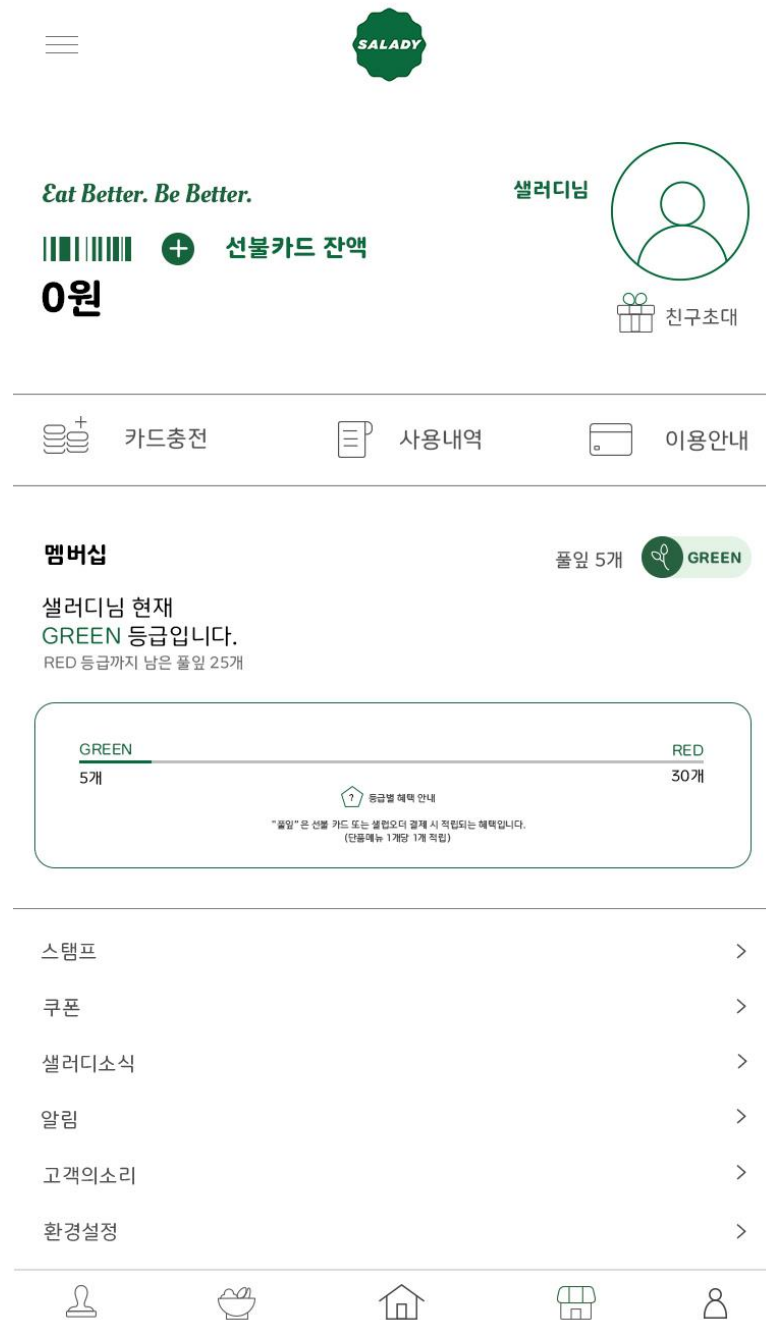 SALADY
Eat Better. Be Better.
샐러디님
선불카드 잔액
0원
친구초대
카드충전
사용내역
이용안내
멤버십
풀잎 5개
GREEN
샐러디님 현재
GREEN 등급입니다.
RED 등급까지 남은 풀잎 25개
GREEN
RED
5개
30개
? 등급별 혜택 안내
"풀잎"은 선불 카드 또는 샐럽오더 결제 시 적립되는 혜택입니다.
(단품메뉴 1개당 1개 적립)
스탬프
쿠폰
샐러디소식
알림
고객의소리
환경설정